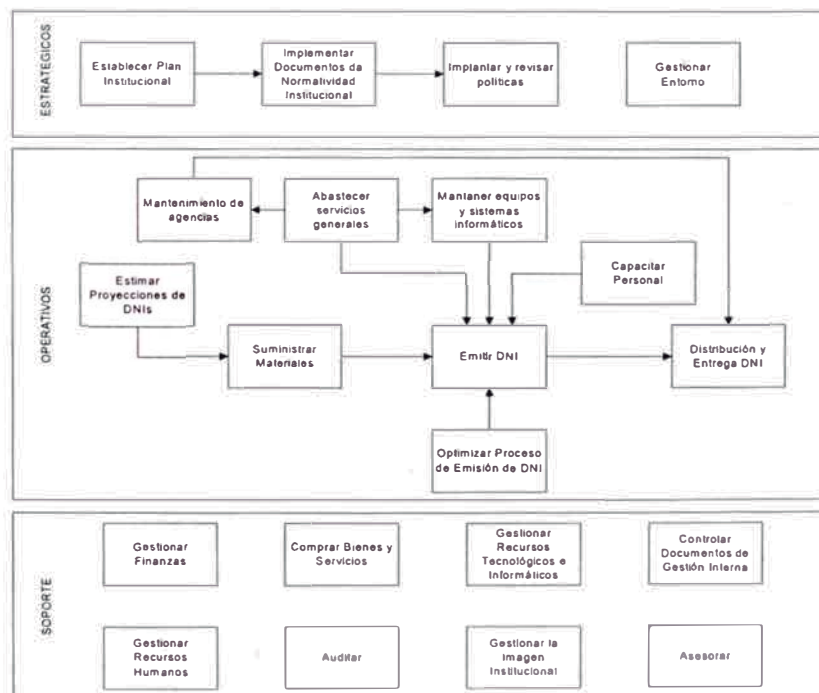 ESTRATEGICOS
Establecer Plan
Institucional
Implementar
Documentos da
Normatividad
Institucional
Implantar y revisar
políticas
Gestionar
Entorno
OPERATIVOS
Mantenimiento de
agencias
Abastecer
servicios
generales
Mantaner equipos
y sistemas
informáticos
Estimar
Proyecciones de
DNIs
Capacitar
Personal
Suministrar
Materiales
Emitir DNI
Distribución y
Entrega DNI
Optimizar Proceso
de Emisión de DNI
SOPORTE
Gestionar
Finanzas
Comprar Bienes y
Servicios
Gestionar
Recursos
Tecnológicos e
Informáticos
Controlar
Documentos de
Gestión Interna
Gestionar
Recursos
Humanos
Auditar
Gestionar la
Imagen
Institucional
Asesorar